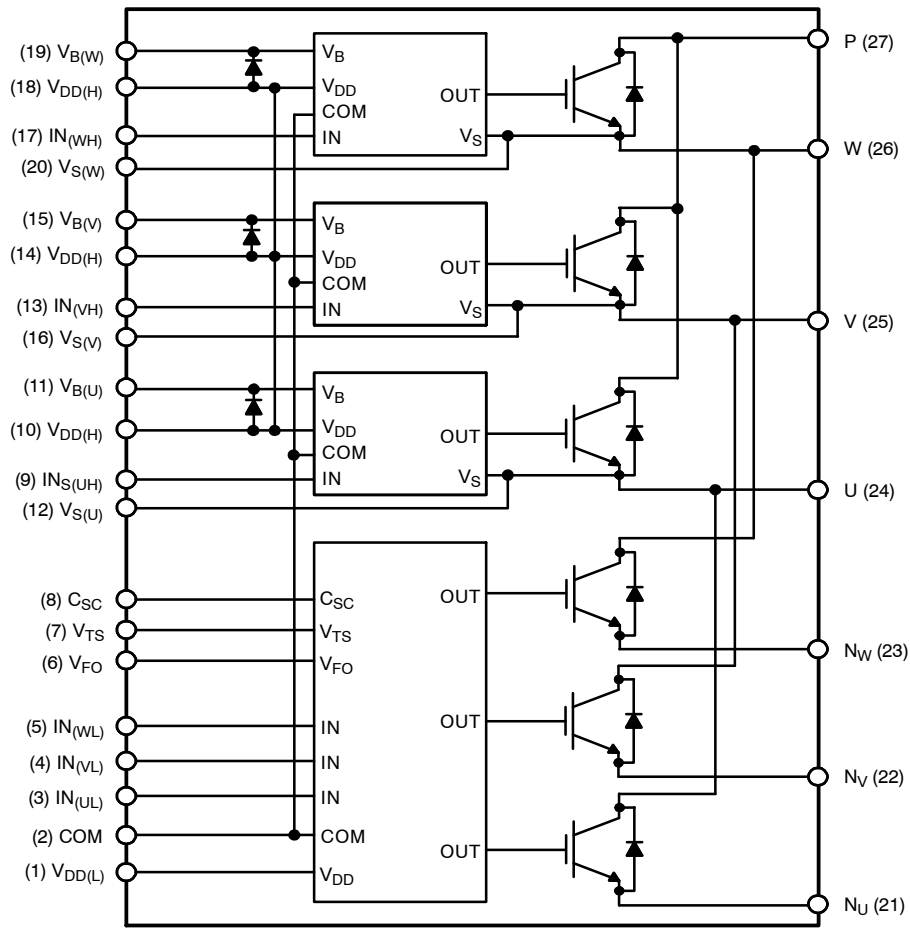 (19) VB(W)
(18) VDD(H)
(17) IN(WH)
(20) VS(W)
VB
VDD
COM
IN
OUT
VS
P (27)
W (26)
(15) VB(V)
(14) VDD(H)
(13) IN(VH)
(16) VS(V)
VB
VDD
COM
IN
OUT
VS
V (25)
(11) VB(U)
(10) VDD(H)
(9) INS(UH)
(12) VS(U)
VB
VDD
COM
IN
OUT
VS
U (24)
(8) CSC
(7) VTS
(6) VFO
(5) IN(WL)
(4) IN(VL)
(3) IN(UL)
(2) COM
(1) VDD(L)
CSC
VTS
VFO
IN
IN
IN
COM
VDD
OUT
OUT
OUT
NW (23)
NV (22)
NU (21)